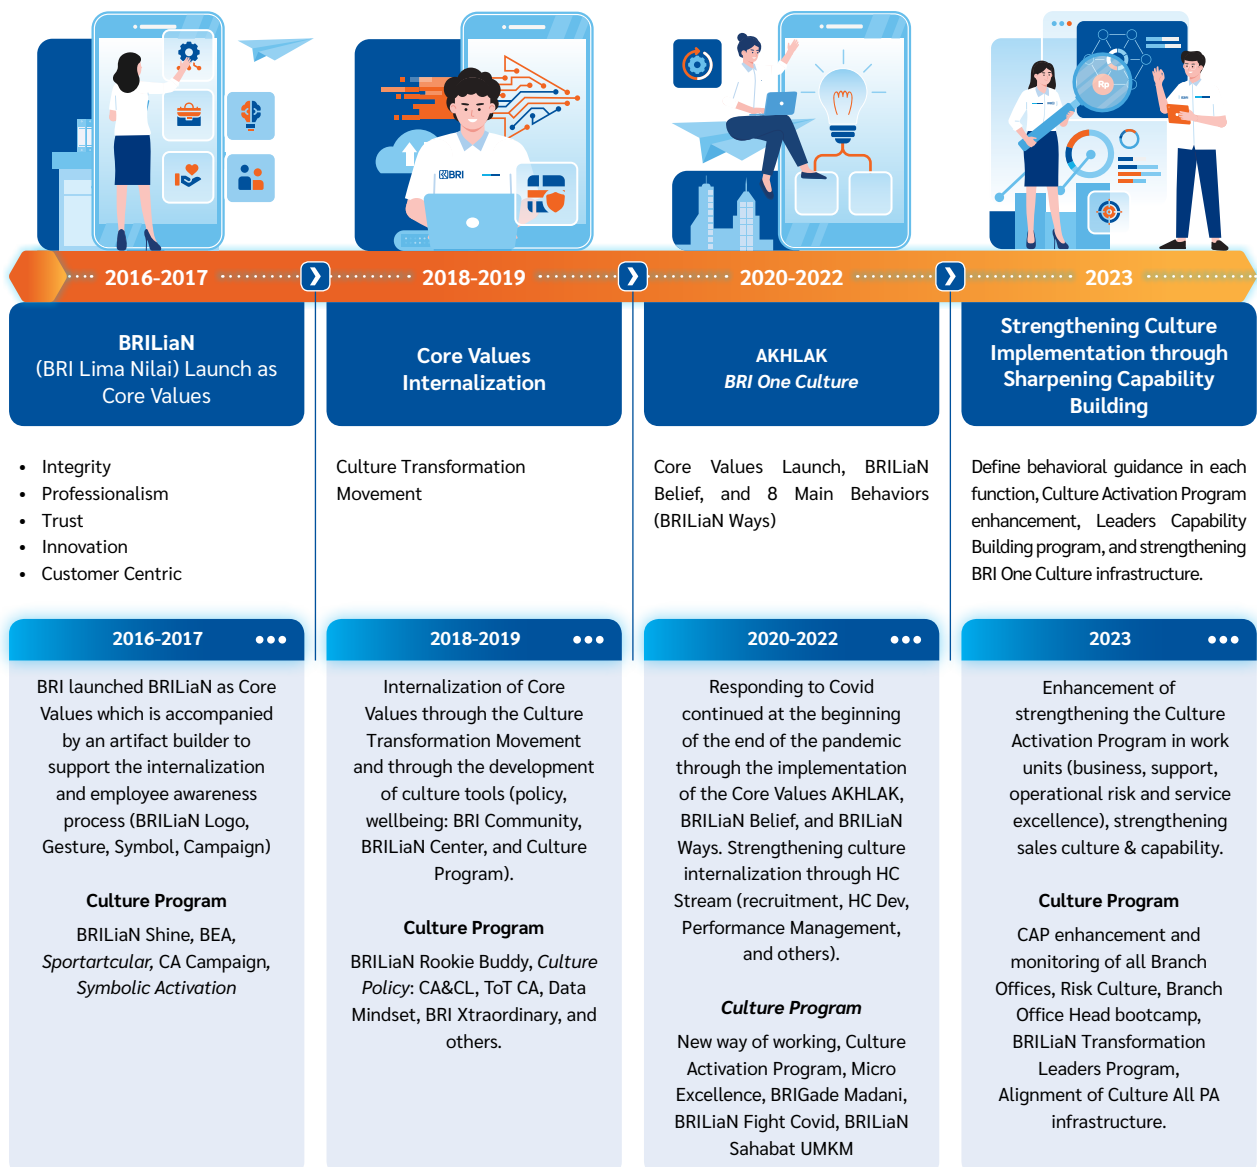 Rp
BRI
2016-2017
2018-2019
2020-2022
2023
BRILiaN
(BRI Lima Nilai) Launch as
Core Values
Core Values
Internalization
AKHLAK
BRI One Culture
Strengthening Culture
Implementation through
Sharpening Capability
Building
• Integrity
• Professionalism
• Trust
• Innovation
• Customer Centric
Culture Transformation
Movement
Core Values Launch, BRILiaN
Belief, and 8 Main Behaviors
(BRILiaN Ways)
Define behavioral guidance in each
function, Culture Activation Program
enhancement, Leaders Capability
Building program, and strengthening
BRI One Culture infrastructure.
2016-2017
BRI launched BRILiaN as Core
Values which is accompanied
by an artifact builder to
support the internalization
and employee awareness
process (BRILiaN Logo,
Gesture, Symbol, Campaign)
Culture Program
BRILiaN Shine, BEA,
Sportartcular, CA Campaign,
Symbolic Activation
2018-2019
Internalization of Core
Values through the Culture
Transformation Movement
and through the development
of culture tools (policy,
wellbeing: BRI Community,
BRILiaN Center, and Culture
Program).
Culture Program
BRILiaN Rookie Buddy, Culture
Policy: CA&CL, ToT CA, Data
Mindset, BRI Xtraordinary, and
others.
2020-2022
Responding to Covid
continued at the beginning
of the end of the pandemic
through the implementation
of the Core Values AKHLAK,
BRILiaN Belief, and BRILiaN
Ways. Strengthening culture
internalization through HC
Stream (recruitment, HC Dev,
Performance Management,
and others).
Culture Program
New way of working, Culture
Activation Program, Micro
Excellence, BRIGade Madani,
BRILiaN Fight Covid, BRILiaN
Sahabat UMKM
2023
Enhancement of
strengthening the Culture
Activation Program in work
units (business, support,
operational risk and service
excellence), strengthening
sales culture & capability.
Culture Program
CAP enhancement and
monitoring of all Branch
Offices, Risk Culture, Branch
Office Head bootcamp,
BRILiaN Transformation
Leaders Program,
Alignment of Culture All PA
infrastructure.